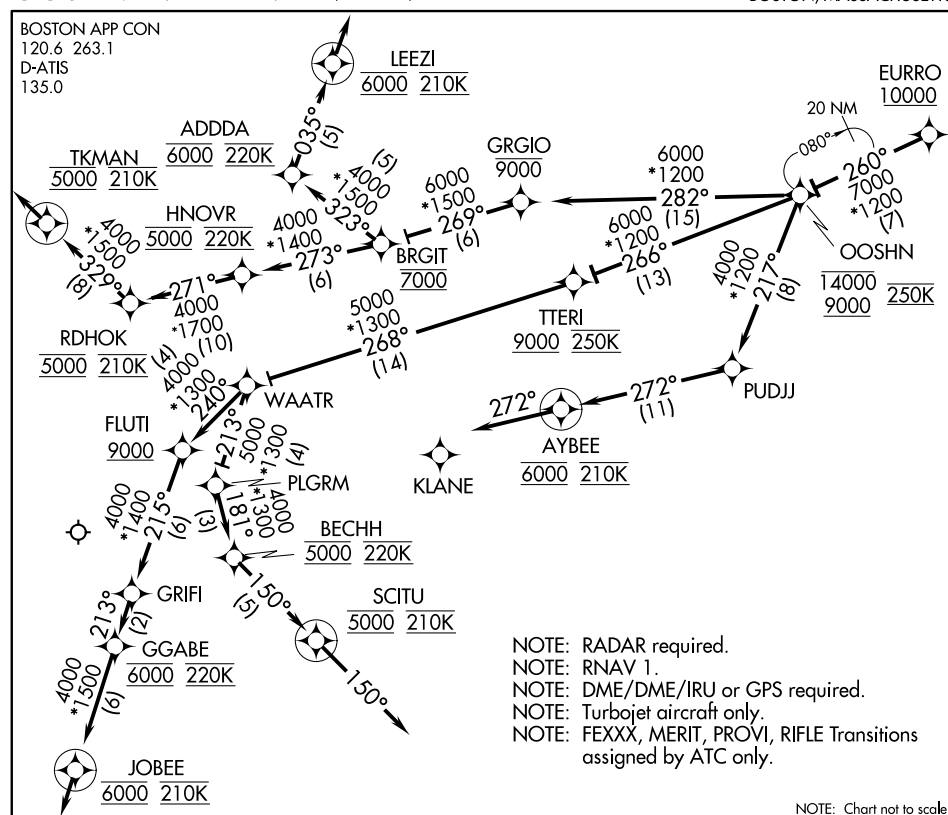 BOSTON APP CON
120.6 263.1
D-ATIS
135.0
LEEZI
6000 210K
EURRO
10000
20 NM
080°
260°
7000
*1200
(7)
ADDDA
6000 220K
035°
(5)
GRGIO
9000
6000
*1200
282°
(15)
TKMAN
5000 210K
(5)
4000
*1500
323°
6000
*1500
269°
(6)
HNOVR
5000 220K
4000
*1400
273°
(6)
BRGIT
7000
6000
*1200
266°
(13)
OOSHN
14000
9000
250K
4000
*1200
217°
(8)
4000
*1500
329°
(8)
271°
4000
*1700
(10)
RDHOK
5000 210K
TTERI
9000 250K
5000
*1300
268°
(14)
(4)
4000
*1300
240°
WAATR
PUDJJ
272°
(11)
272°
AYBEE
6000 210K
KLANE
FLUTI
9000
213°
5000
*1300
(4)
PLGRM
4000
*1300
181°
(3)
4000
*1400
215°
(6)
BECHH
5000 220K
150°
(5)
GRIFI
SCITU
5000 210K
150°
213°
(2)
GGABE
6000 220K
4000
*1500
(6)
JOBEE
6000 210K
NOTE: RADAR required.
NOTE: RNAV 1.
NOTE: DME/DME/IRU or GPS required.
NOTE: Turbojet aircraft only.
NOTE: FEXXX, MERIT, PROVI, RIFLE Transitions
assigned by ATC only.
NOTE: Chart not to scale